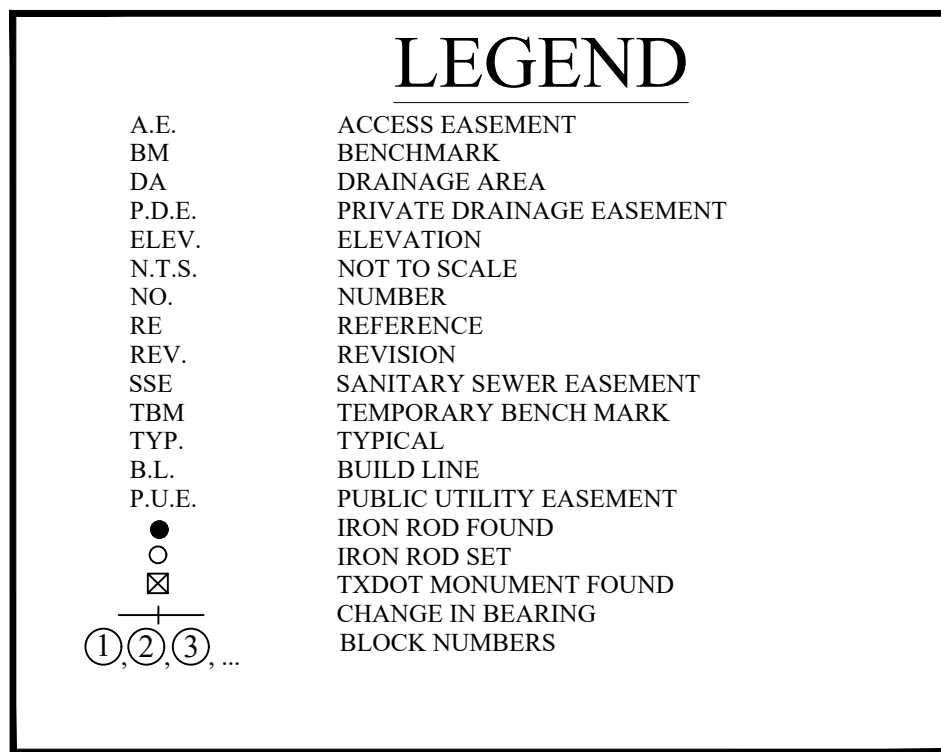 LEGEND
A.E. ACCESS EASEMENT
BM BENCHMARK
DA DRAINAGE AREA
P.D.E. PRIVATE DRAINAGE EASEMENT
ELEV. ELEVATION
N.T.S. NOT TO SCALE
NO. NUMBER
RE REFERENCE
REV. REVISION
SSE SANITARY SEWER EASEMENT
TBM TEMPORARY BENCH MARK
TYP. TYPICAL
B.L. BUILD LINE
P.U.E. PUBLIC UTILITY EASEMENT
IRON ROD FOUND
IRON ROD SET
TXDOT MONUMENT FOUND
CHANGE IN BEARING
1,2,3, ... BLOCK NUMBERS